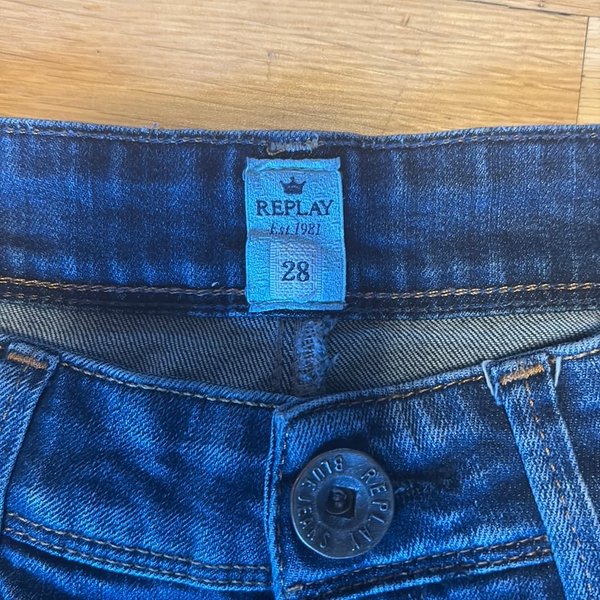 REPLAY
Est.1981
28
REPLAY BLUE JEANS